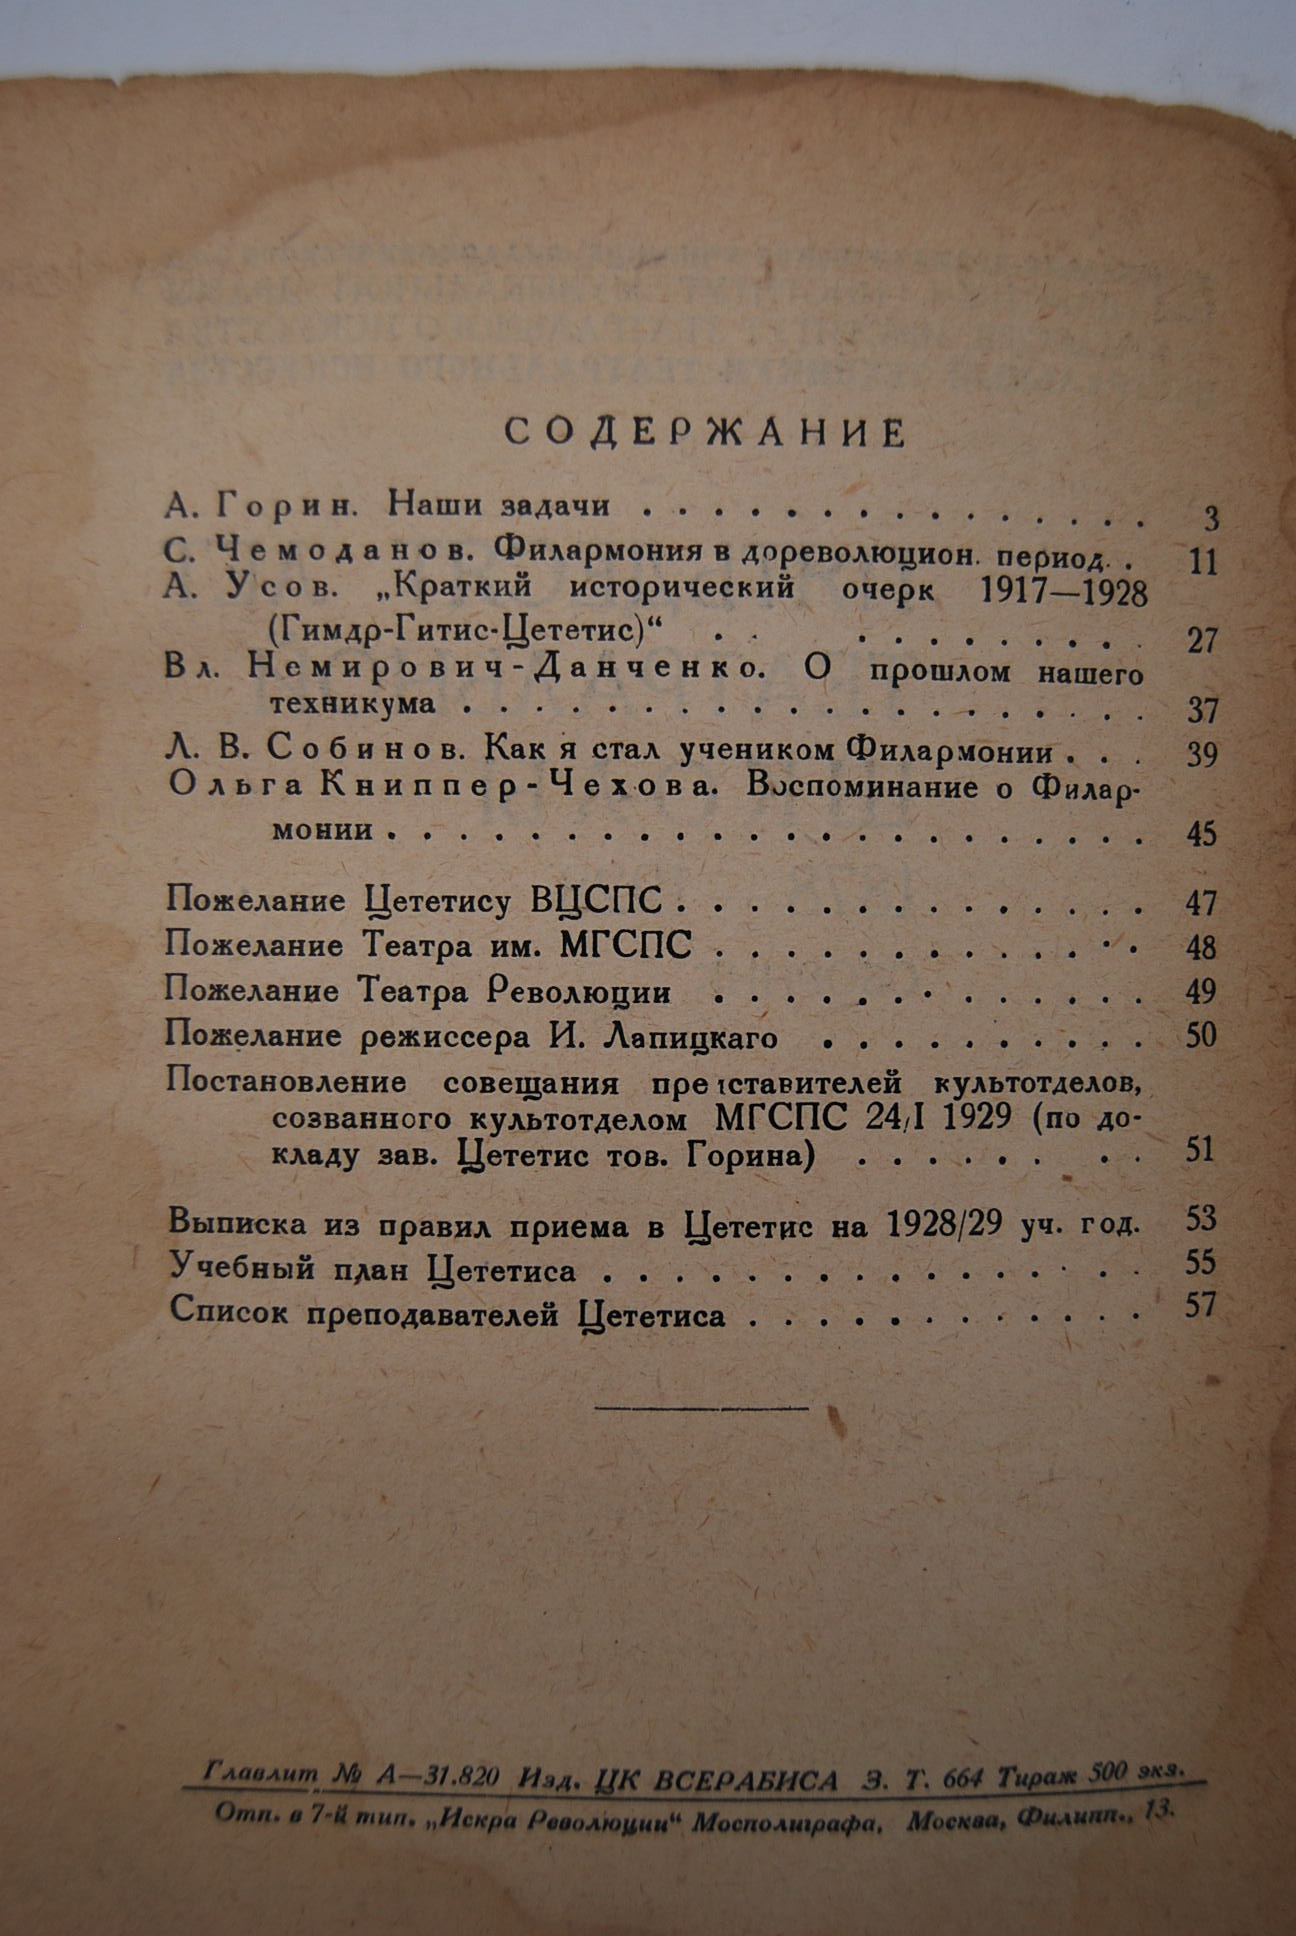 СОДЕРЖАНИЕ
А. Горин. Наши задачи . . . . . . . . . . . . . . . 3
С. Чемоданов. Филармония в дореволюцион. период. . 11
А. Усов. „Краткий исторический очерк 1917—1928
(Гимдр-Гитис-Цететис)“ . . . . . . . . . . 27
Вл. Немирович-Данченко. О прошлом нашего
техникума . . . . . . . . . . . . . . . . . . . 37
Л. В. Собинов. Как я стал учеником Филармонии . . . 39
Ольга Книппер-Чехова. Воспоминание о Филар-
монии . . . . . . . . . . . . . . . . . . . . . 45
Пожелание Цететису ВЦСПС . . . . . . . . . . . . . . 47
Пожелание Театра им. МГСПС . . . . . . . . . . . . . 48
Пожелание Театра Революции . . . . . . . . . . . . . 49
Пожелание режиссера И. Лапицкаго . . . . . . . . . . 50
Постановление совещания представителей культотделов,
созванного культотделом МГСПС 24/I 1929 (по до-
кладу зав. Цететис тов. Горина) . . . . . . . . 51
Выписка из правил приема в Цететис на 1928/29 уч. год. 53
Учебный план Цететиса . . . . . . . . . . . . . . . . 55
Список преподавателей Цететиса . . . . . . . . . . . . 57
Главлит № А—31.820 Изд. ЦК ВСЕРАБИСА З. Т. 664 Тираж 500 экз.
Отп. в 7-й тип. „Искра Революции“ Мосполиграфа, Москва, Филипп., 13.